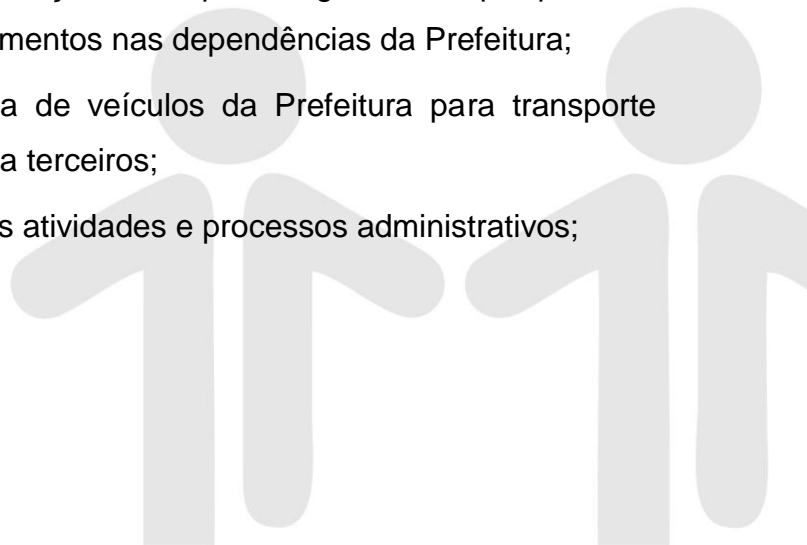 mentos nas dependências da Prefeitura;
a de veículos da Prefeitura para transporte
a terceiros;
s atividades e processos administrativos;